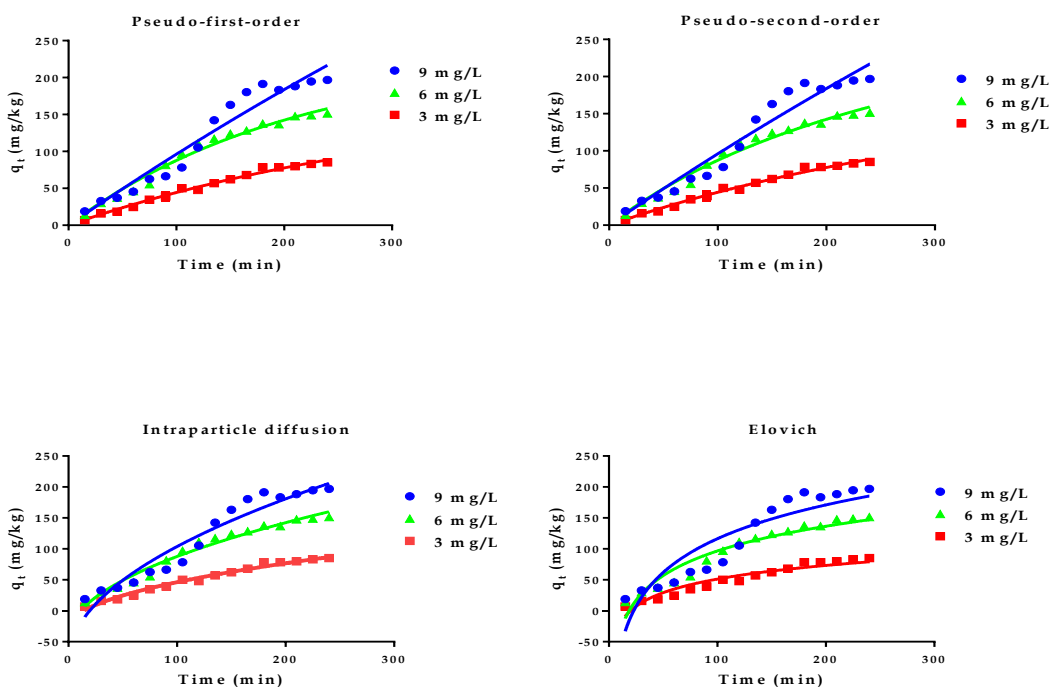 Pseudo-first-order
250
200
150
100
50
0
0
100
200
300
qt (mg/kg)
Time (min)
9 mg/L
6 mg/L
3 mg/L
Pseudo-second-order
250
200
150
100
50
0
0
100
200
300
qt (mg/kg)
Time (min)
9 mg/L
6 mg/L
3 mg/L
Intraparticle diffusion
250
200
150
100
50
0
-50
0
100
200
300
qt (mg/kg)
Time (min)
9 mg/L
6 mg/L
3 mg/L
Elovich
250
200
150
100
50
0
-50
0
100
200
300
qt (mg/kg)
Time (min)
9 mg/L
6 mg/L
3 mg/L